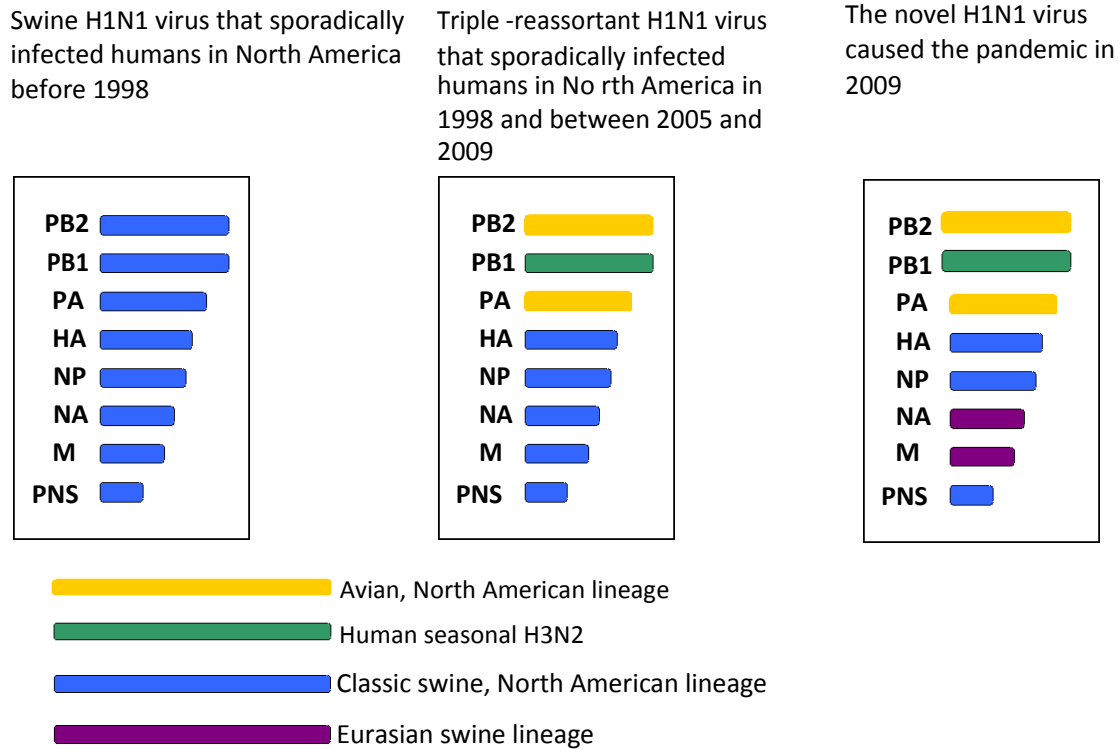 Swine H1N1 virus that sporadically
infected humans in North America
before 1998
Triple -reassortant H1N1 virus
that sporadically infected
humans in No rth America in
1998 and between 2005 and
2009
The novel H1N1 virus
caused the pandemic in
2009
PB2
PB1
PA
HA
NP
NA
M
PNS
PB2
PB1
PA
HA
NP
NA
M
PNS
PB2
PB1
PA
HA
NP
NA
M
PNS
Avian, North American lineage
Human seasonal H3N2
Classic swine, North American lineage
Eurasian swine lineage